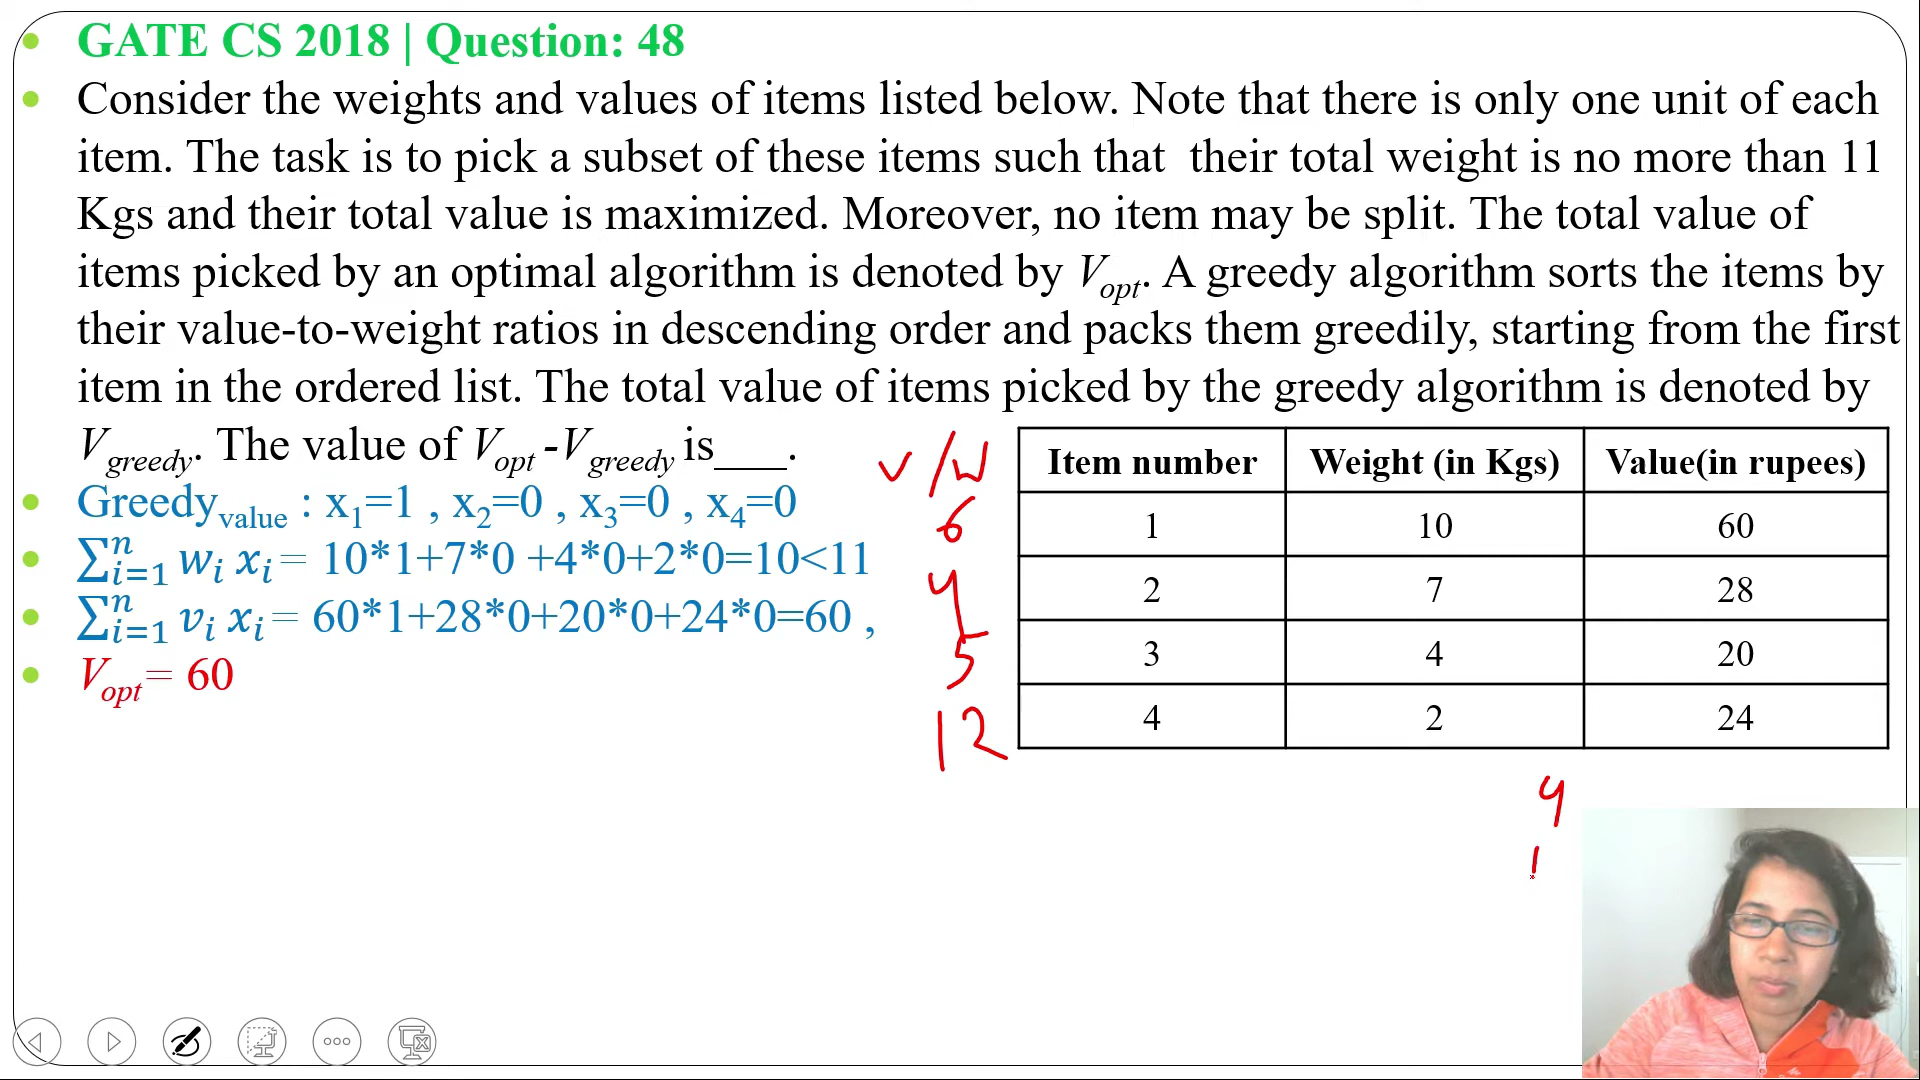 GATE CS 2018 | Question: 48
Consider the weights and values of items listed below. Note that there is only one unit of each
item. The task is to pick a subset of these items such that their total weight is no more than 11
Kgs and their total value is maximized. Moreover, no item may be split. The total value of
items picked by an optimal algorithm is denoted by Vopt. A greedy algorithm sorts the items by
their value-to-weight ratios in descending order and packs them greedily, starting from the first
item in the ordered list. The total value of items picked by the greedy algorithm is denoted by
Vgreedy. The value of Vopt -Vgreedy is___.
Greedyvalue : x1=1 , x2=0 , x3=0 , x4=0
∑ni=1 wi xi= 10*1+7*0 +4*0+2*0=10<11
∑ni=1 vi xi= 60*1+28*0+20*0+24*0=60 ,
Vopt= 60
v/w Item number Weight (in Kgs) Value(in rupees)
6 1 10 60
4 2 7 28
5 3 4 20
12 4 2 24